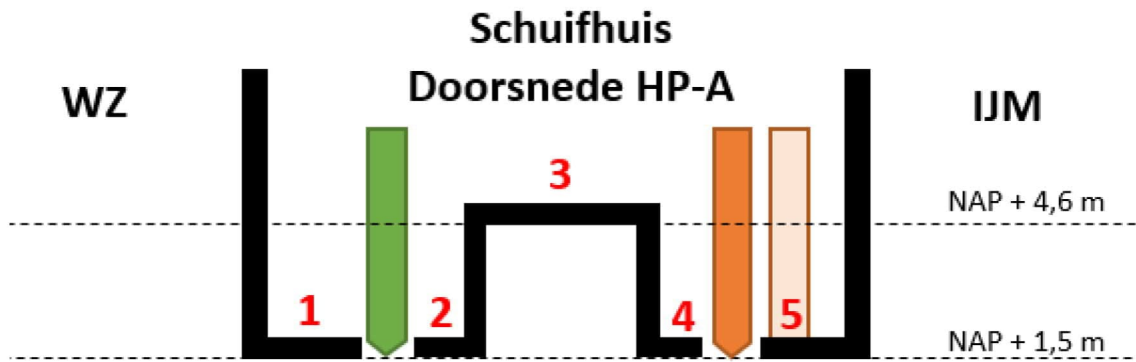 Schuifhuis
Doorsnede HP-A
WZ
IJM
3
NAP + 4,6 m
1
2
4
5
NAP + 1,5 m